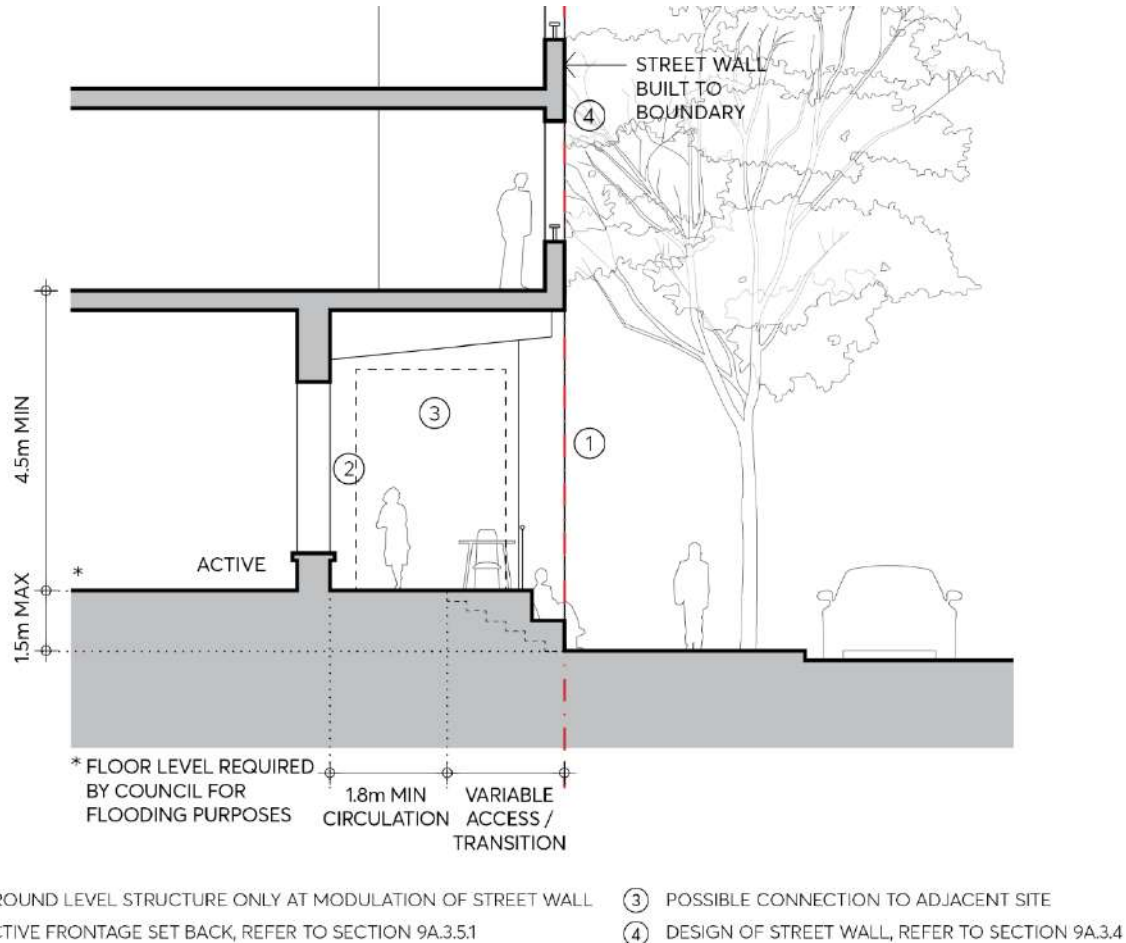 STREET WALL
BUILT TO
BOUNDARY
4
3
1
2
4.5m MIN
ACTIVE
*
1.5m MAX
* FLOOR LEVEL REQUIRED
BY COUNCIL FOR
FLOODING PURPOSES
1.8m MIN
CIRCULATION
VARIABLE
ACCESS /
TRANSITION
ROUND LEVEL STRUCTURE ONLY AT MODULATION OF STREET WALL
CTIVE FRONTAGE SET BACK, REFER TO SECTION 9A.3.5.1
3 POSSIBLE CONNECTION TO ADJACENT SITE
4 DESIGN OF STREET WALL, REFER TO SECTION 9A.3.4